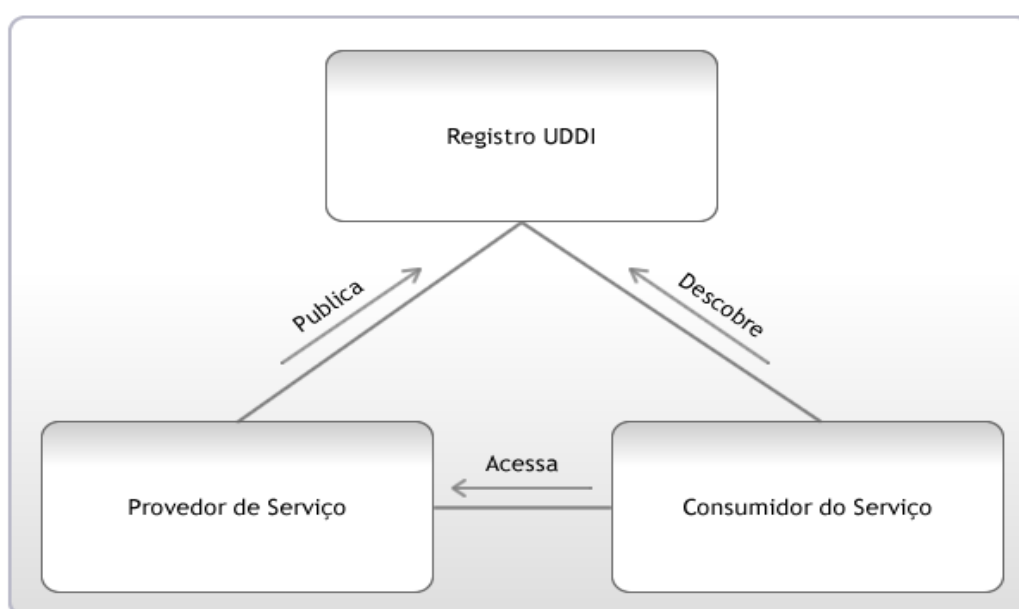 Registro UDDI
Publica
Descobre
Acessa
Provedor de Serviço
Consumidor do Serviço